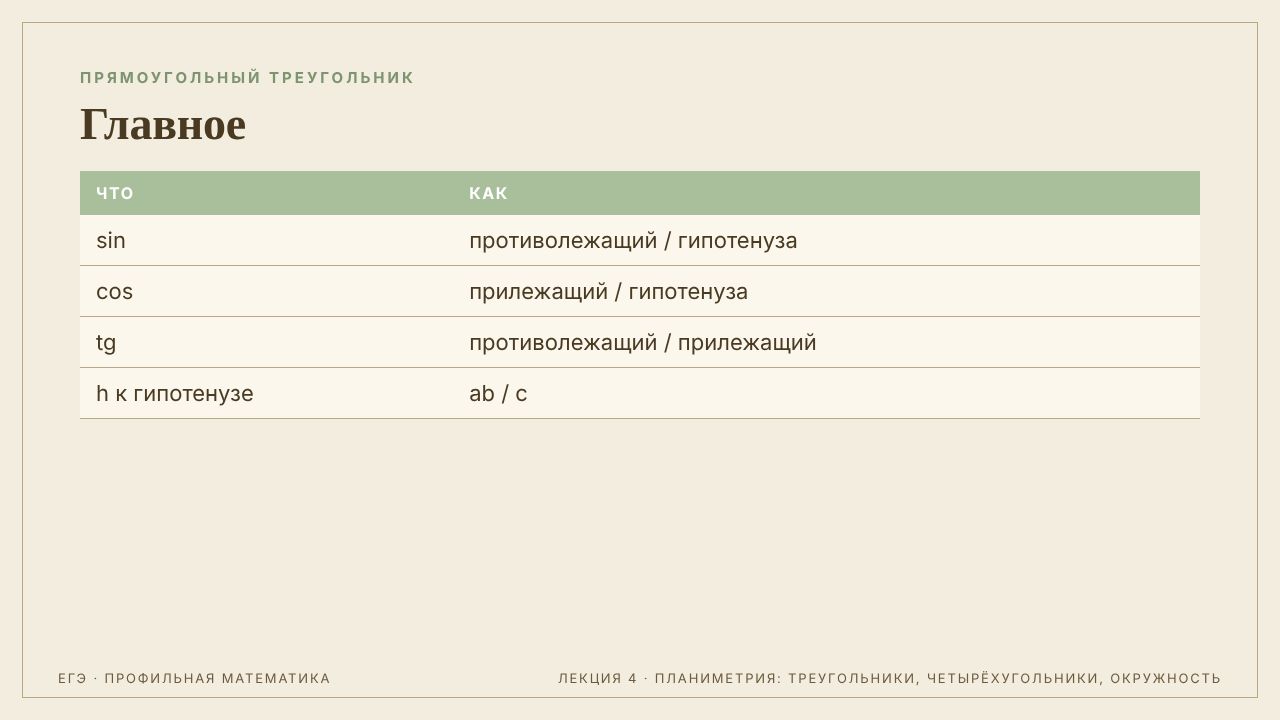 ПРЯМОУГОЛЬНЫЙ ТРЕУГОЛЬНИК
Главное
ЧТО КАК
sin противолежащий / гипотенуза
cos прилежащий / гипотенуза
tg противолежащий / прилежащий
h к гипотенузе ab / c
ЕГЭ · ПРОФИЛЬНАЯ МАТЕМАТИКА ЛЕКЦИЯ 4 · ПЛАНИМЕТРИЯ: ТРЕУГОЛЬНИКИ, ЧЕТЫРЁХУГОЛЬНИКИ, ОКРУЖНОСТЬ